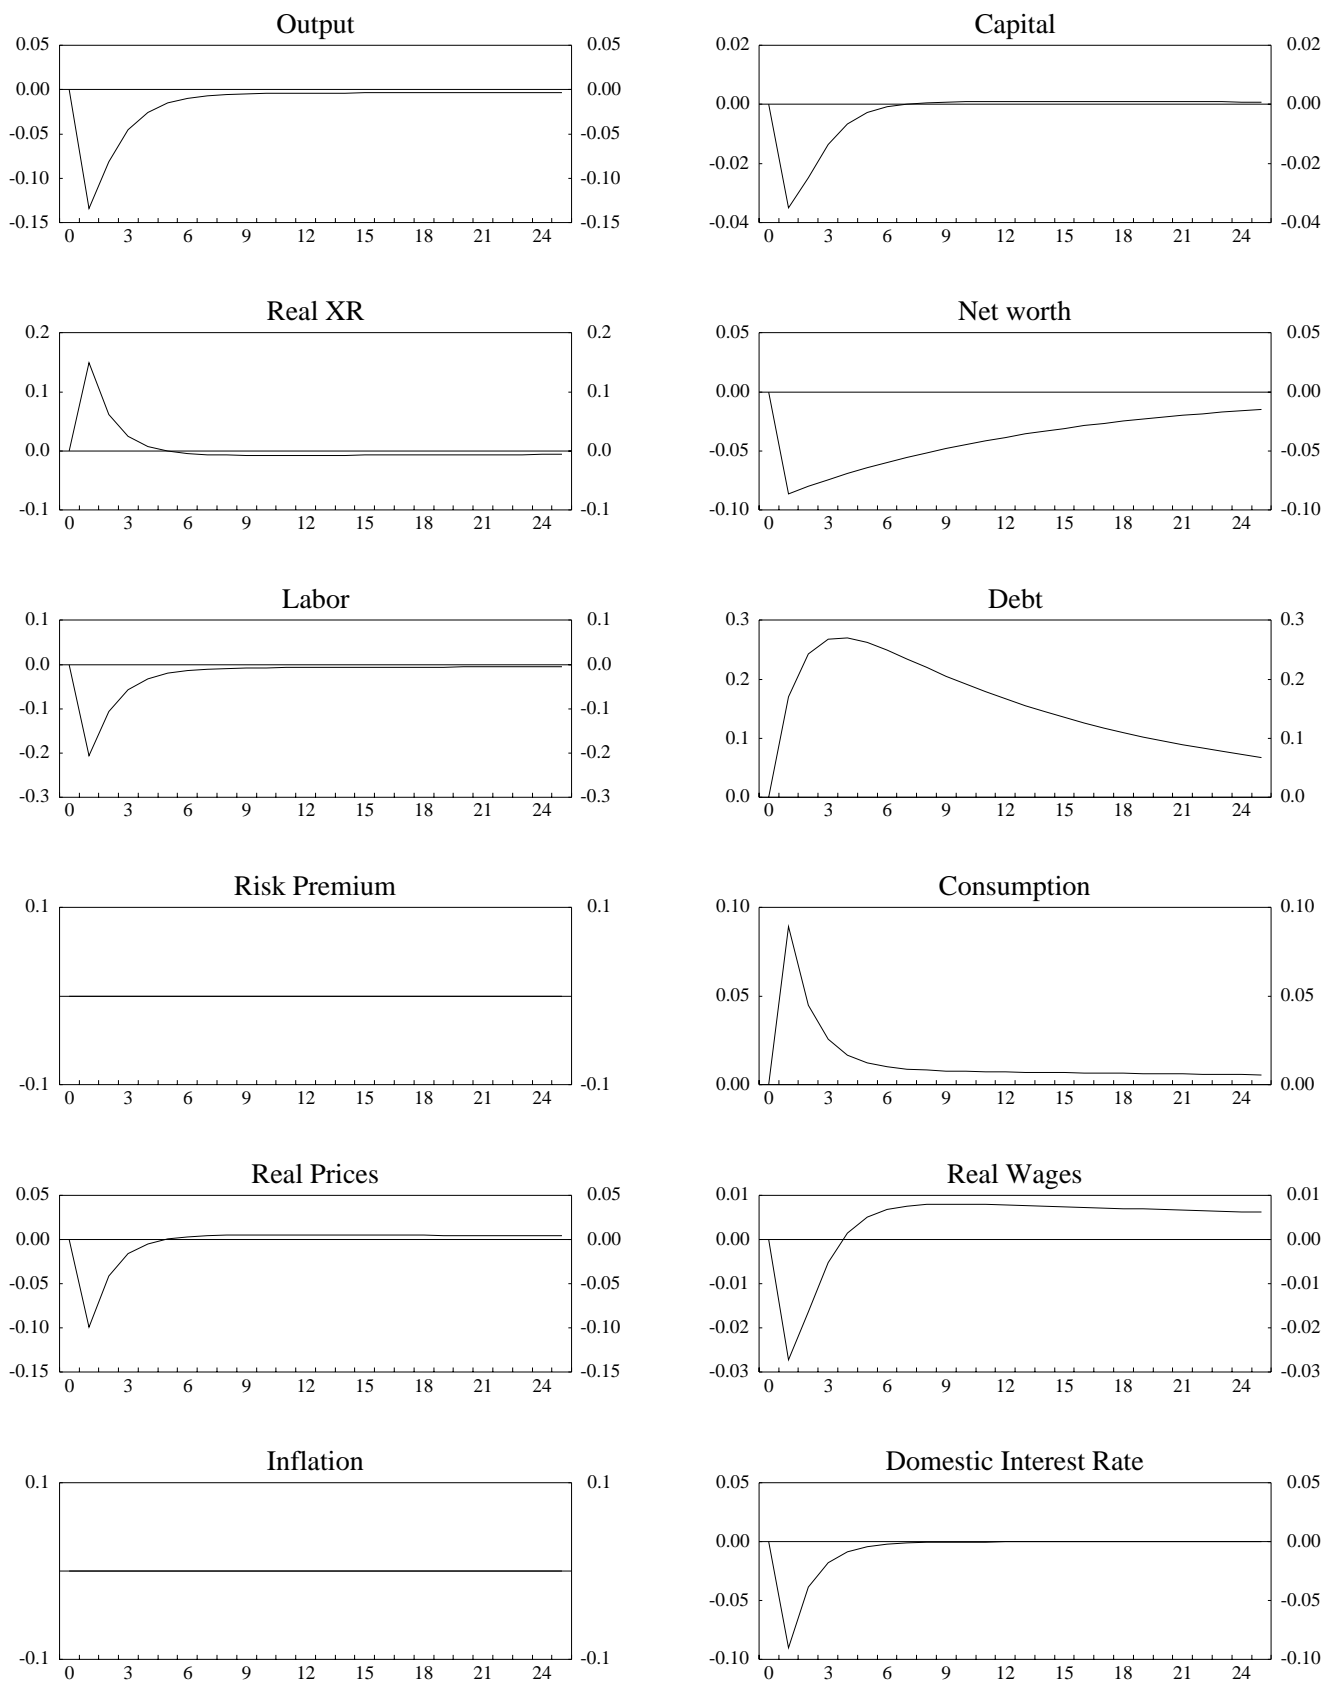 Output
0.05 0.05
0.00 0.00
-0.05 -0.05
-0.10 -0.10
-0.15 -0.15
0 3 6 9 12 15 18 21 24
Capital
0.02 0.02
0.00 0.00
-0.02 -0.02
-0.04 -0.04
0 3 6 9 12 15 18 21 24
Real XR
0.2 0.2
0.1 0.1
0.0 0.0
-0.1 -0.1
0 3 6 9 12 15 18 21 24
Net worth
0.05 0.05
0.00 0.00
-0.05 -0.05
-0.10 -0.10
0 3 6 9 12 15 18 21 24
Labor
0.1 0.1
0.0 0.0
-0.1 -0.1
-0.2 -0.2
-0.3 -0.3
0 3 6 9 12 15 18 21 24
Debt
0.3 0.3
0.2 0.2
0.1 0.1
0.0 0.0
0 3 6 9 12 15 18 21 24
Risk Premium
0.1 0.1
-0.1 -0.1
0 3 6 9 12 15 18 21 24
Consumption
0.10 0.10
0.05 0.05
0.00 0.00
0 3 6 9 12 15 18 21 24
Real Prices
0.05 0.05
0.00 0.00
-0.05 -0.05
-0.10 -0.10
-0.15 -0.15
0 3 6 9 12 15 18 21 24
Real Wages
0.01 0.01
0.00 0.00
-0.01 -0.01
-0.02 -0.02
-0.03 -0.03
0 3 6 9 12 15 18 21 24
Inflation
0.1 0.1
-0.1 -0.1
0 3 6 9 12 15 18 21 24
Domestic Interest Rate
0.05 0.05
0.00 0.00
-0.05 -0.05
-0.10 -0.10
0 3 6 9 12 15 18 21 24